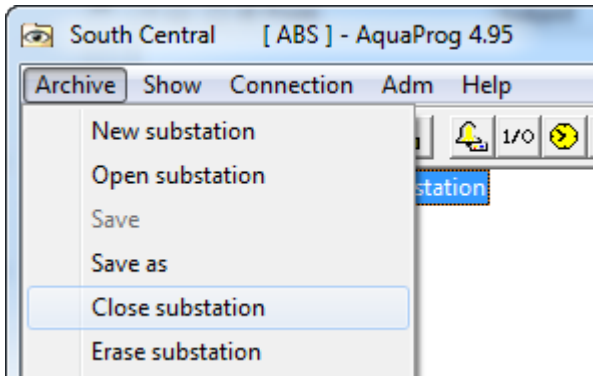 South Central [ ABS ] - AquaProg 4.95
Archive Show Connection Adm Help
New substation
1/0
Open substation
station
Save
Save as
Close substation
Erase substation